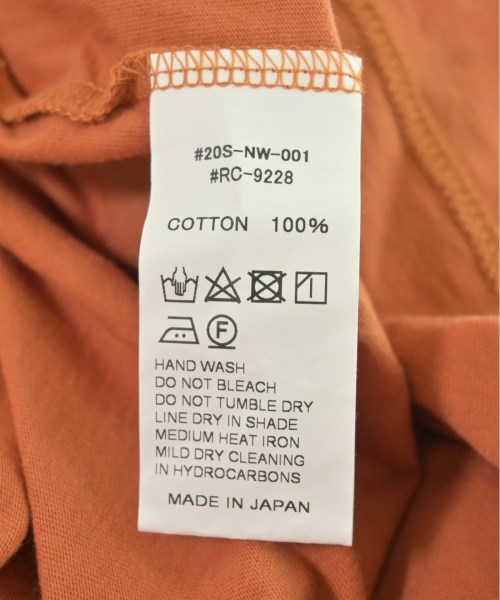 #20S-NW-001
#RC-9228
COTTON 100%
F
HAND WASH
DO NOT BLEACH
DO NOT TUMBLE DRY
LINE DRY IN SHADE
MEDIUM HEAT IRON
MILD DRY CLEANING
IN HYDROCARBONS
MADE IN JAPAN